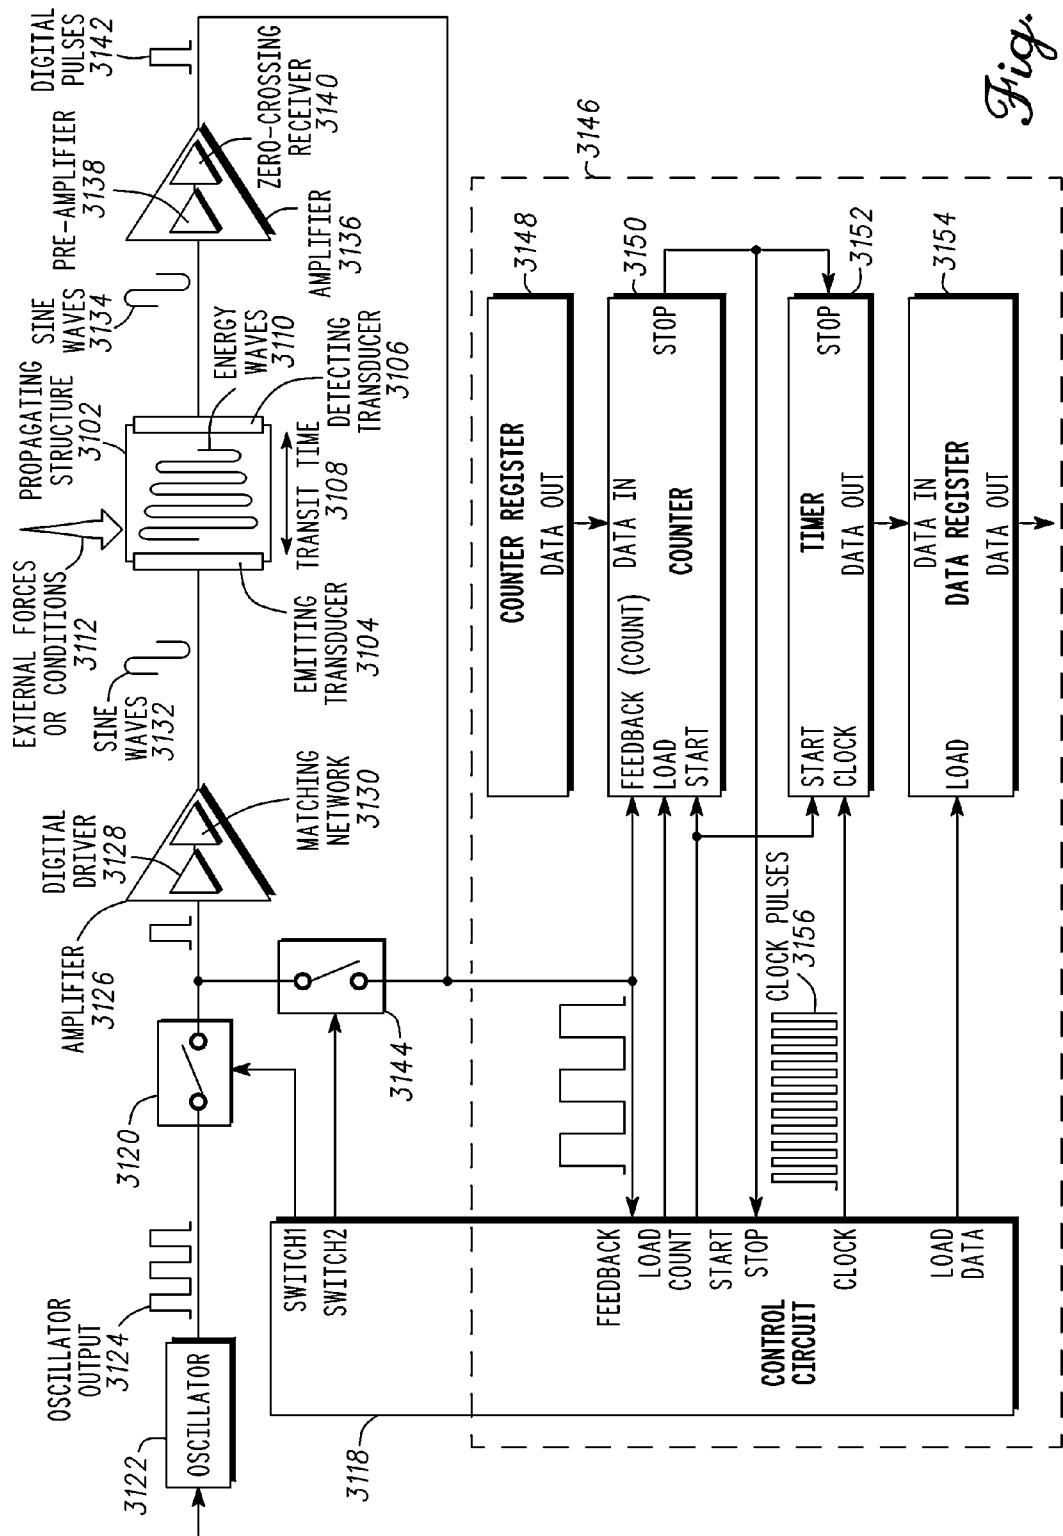 OSCILLATOR
3122
OSCILLATOR
OUTPUT
3124
3120
AMPLIFIER
3126
DIGITAL
DRIVER
3128
MATCHING
NETWORK
3130
SINE
WAVES
3132
EXTERNAL FORCES
OR CONDITIONS
3112
PROPAGATING
STRUCTURE
3102
EMITTING
TRANSDUCER
3104
TRANSIT TIME
3108
ENERGY
WAVES
3110
DETECTING
TRANSDUCER
3106
SINE
WAVES
3134
PRE-AMPLIFIER
3138
AMPLIFIER
3136
ZERO-CROSSING
RECEIVER
3140
DIGITAL
PULSES
3142
3144
3118
SWITCH1
SWITCH2
FEEDBACK
LOAD
COUNT
START
STOP
CLOCK
LOAD
DATA
CONTROL
CIRCUIT
CLOCK PULSES
3156
3146
COUNTER REGISTER
DATA OUT
3148
FEEDBACK (COUNT)
LOAD
START
DATA IN
COUNTER
STOP
3150
START
CLOCK
TIMER
DATA OUT
STOP
3152
LOAD
DATA IN
DATA REGISTER
DATA OUT
3154
Fig.